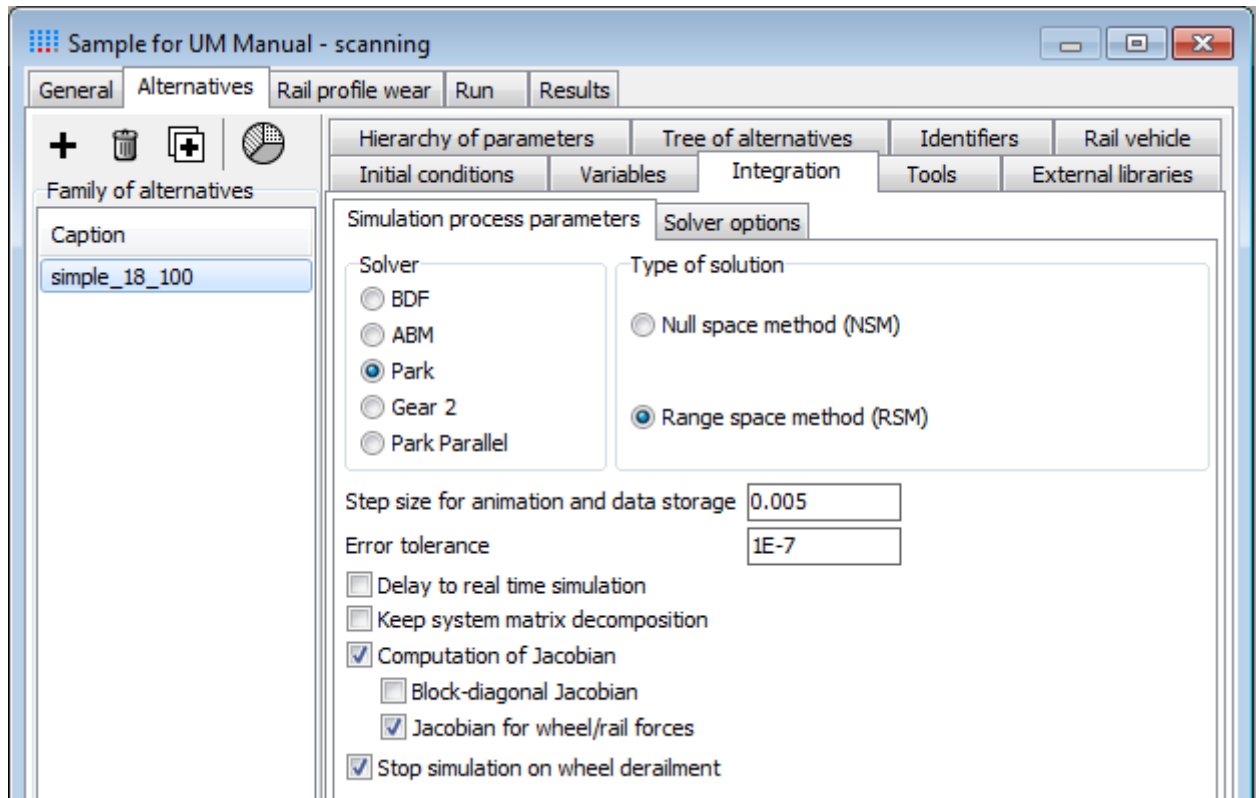 Sample for UM Manual - scanning
General Alternatives Rail profile wear Run Results
Hierarchy of parameters Tree of alternatives Identifiers Rail vehicle
Initial conditions Variables Integration Tools External libraries
Family of alternatives
Caption
simple_18_100
Simulation process parameters Solver options
Solver
BDF
ABM
Park
Gear 2
Park Parallel
Type of solution
Null space method (NSM)
Range space method (RSM)
Step size for animation and data storage 0.005
Error tolerance 1E-7
Delay to real time simulation
Keep system matrix decomposition
Computation of Jacobian
Block-diagonal Jacobian
Jacobian for wheel/rail forces
Stop simulation on wheel derailment